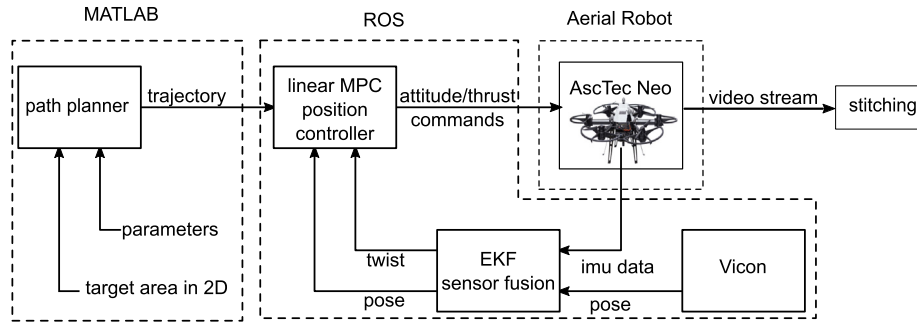 MATLAB
ROS
Aerial Robot
path planner
trajectory
linear MPC
position
controller
attitude/thrust
commands
AscTec Neo
video stream
stitching
parameters
target area in 2D
twist
pose
EKF
sensor fusion
imu data
pose
Vicon